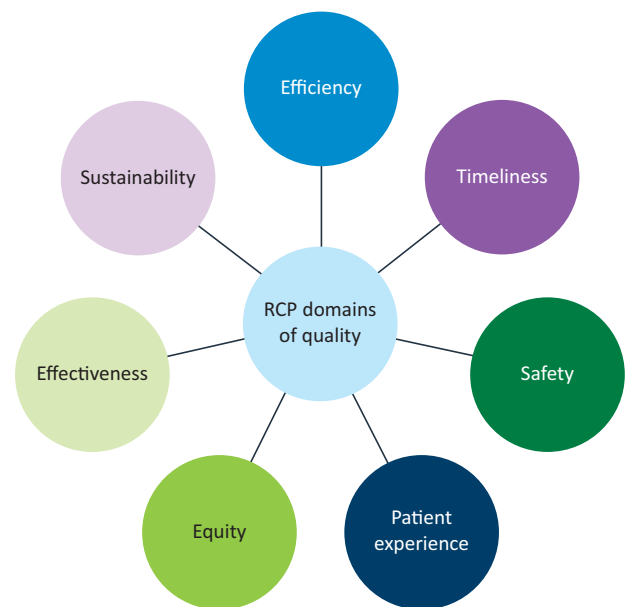 Efficiency
Timeliness
Sustainability
RCP domains
of quality
Effectiveness
Safety
Equity
Patient
experience